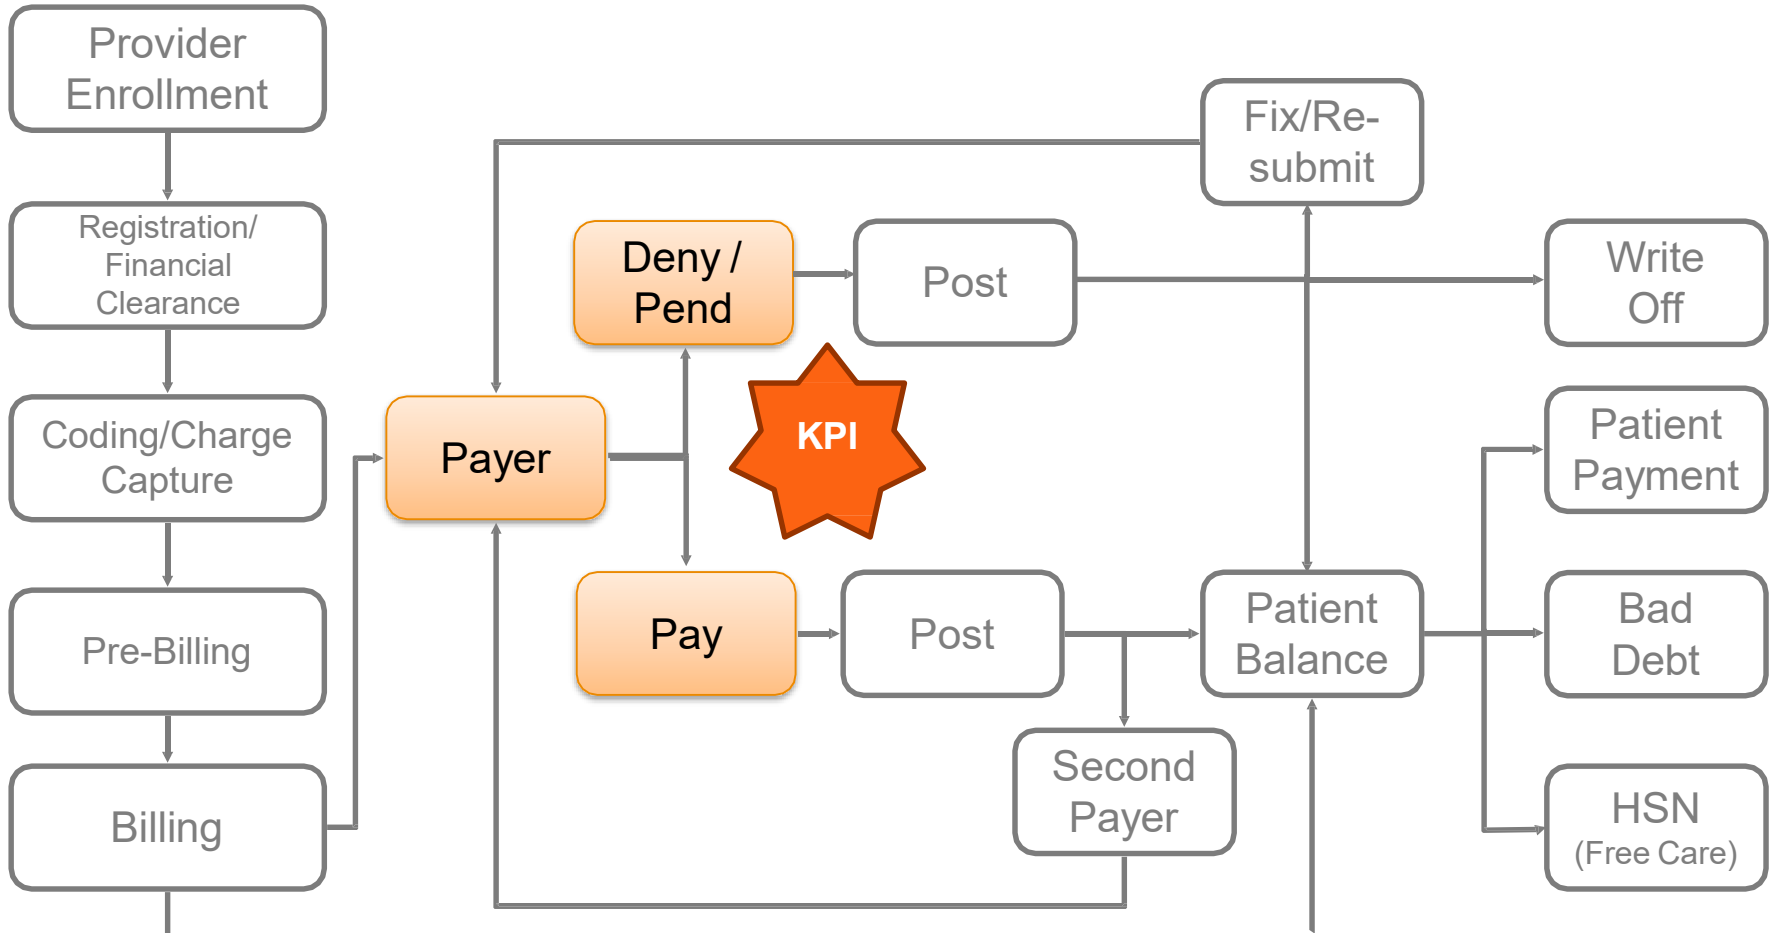 Provider
Enrollment
Registration/
Financial
Clearance
Coding/Charge
Capture
Pre-Billing
Billing
Payer
Deny /
Pend
Post
Fix/Re-
submit
Write
Off
KPI
Pay
Post
Second
Payer
Patient
Balance
Patient
Payment
Bad
Debt
HSN
(Free Care)